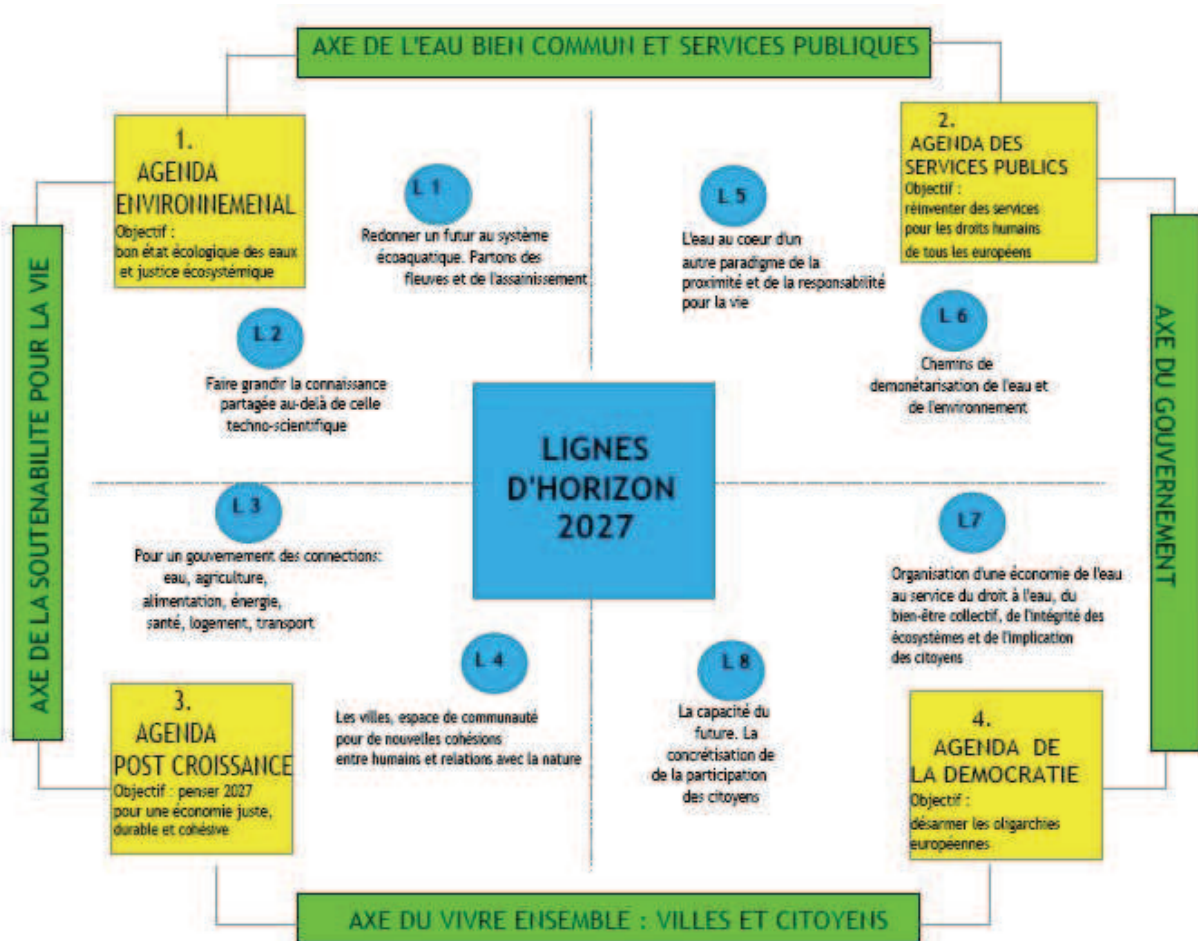 AXE DE L'EAU BIEN COMMUN ET SERVICES PUBLIQUES
1.
AGENDA
ENVIRONNEMENAL
Objectif :
bon état écologique des eaux
et justice écosystémique
2.
AGENDA DES
SERVICES PUBLICS
Objectif :
réinventer des services
pour les droits humains
de tous les européens
L 1
Redonner un futur au système
écoaquatique. Partons des
fleuves et de l'assainissement
L 5
L'eau au coeur d'un
autre paradigme de la
proximité et de la responsabilité
pour la vie
L 2
Faire grandir la connaissance
partagée au-delà de celle
techno-scientifique
L 6
Chemins de
demonétarisation de l'eau et
de l'environnement
AXE DE LA SOUTENABILITE POUR LA VIE
LIGNES
D'HORIZON
2027
AXE DU GOUVERNEMENT
L 3
Pour un gouvernement des connections:
eau, agriculture,
alimentation, énergie,
santé, logement, transport
L7
Organisation d'une économie de l'eau
au service du droit à l'eau, du
bien-être collectif, de l'intégrité des
écosystèmes et de l'implication
des citoyens
L 4
Les villes, espace de communauté
pour de nouvelles cohésions
entre humains et relations avec la nature
L 8
La capacité du
future. La
concrétisation de
de la participation
des citoyens
3.
AGENDA
POST CROISSANCE
Objectif : penser 2027
pour une économie juste,
durable et cohésive
4.
AGENDA DE
LA DEMOCRATIE
Objectif :
désarmer les oligarchies
européennes
AXE DU VIVRE ENSEMBLE : VILLES ET CITOYENS